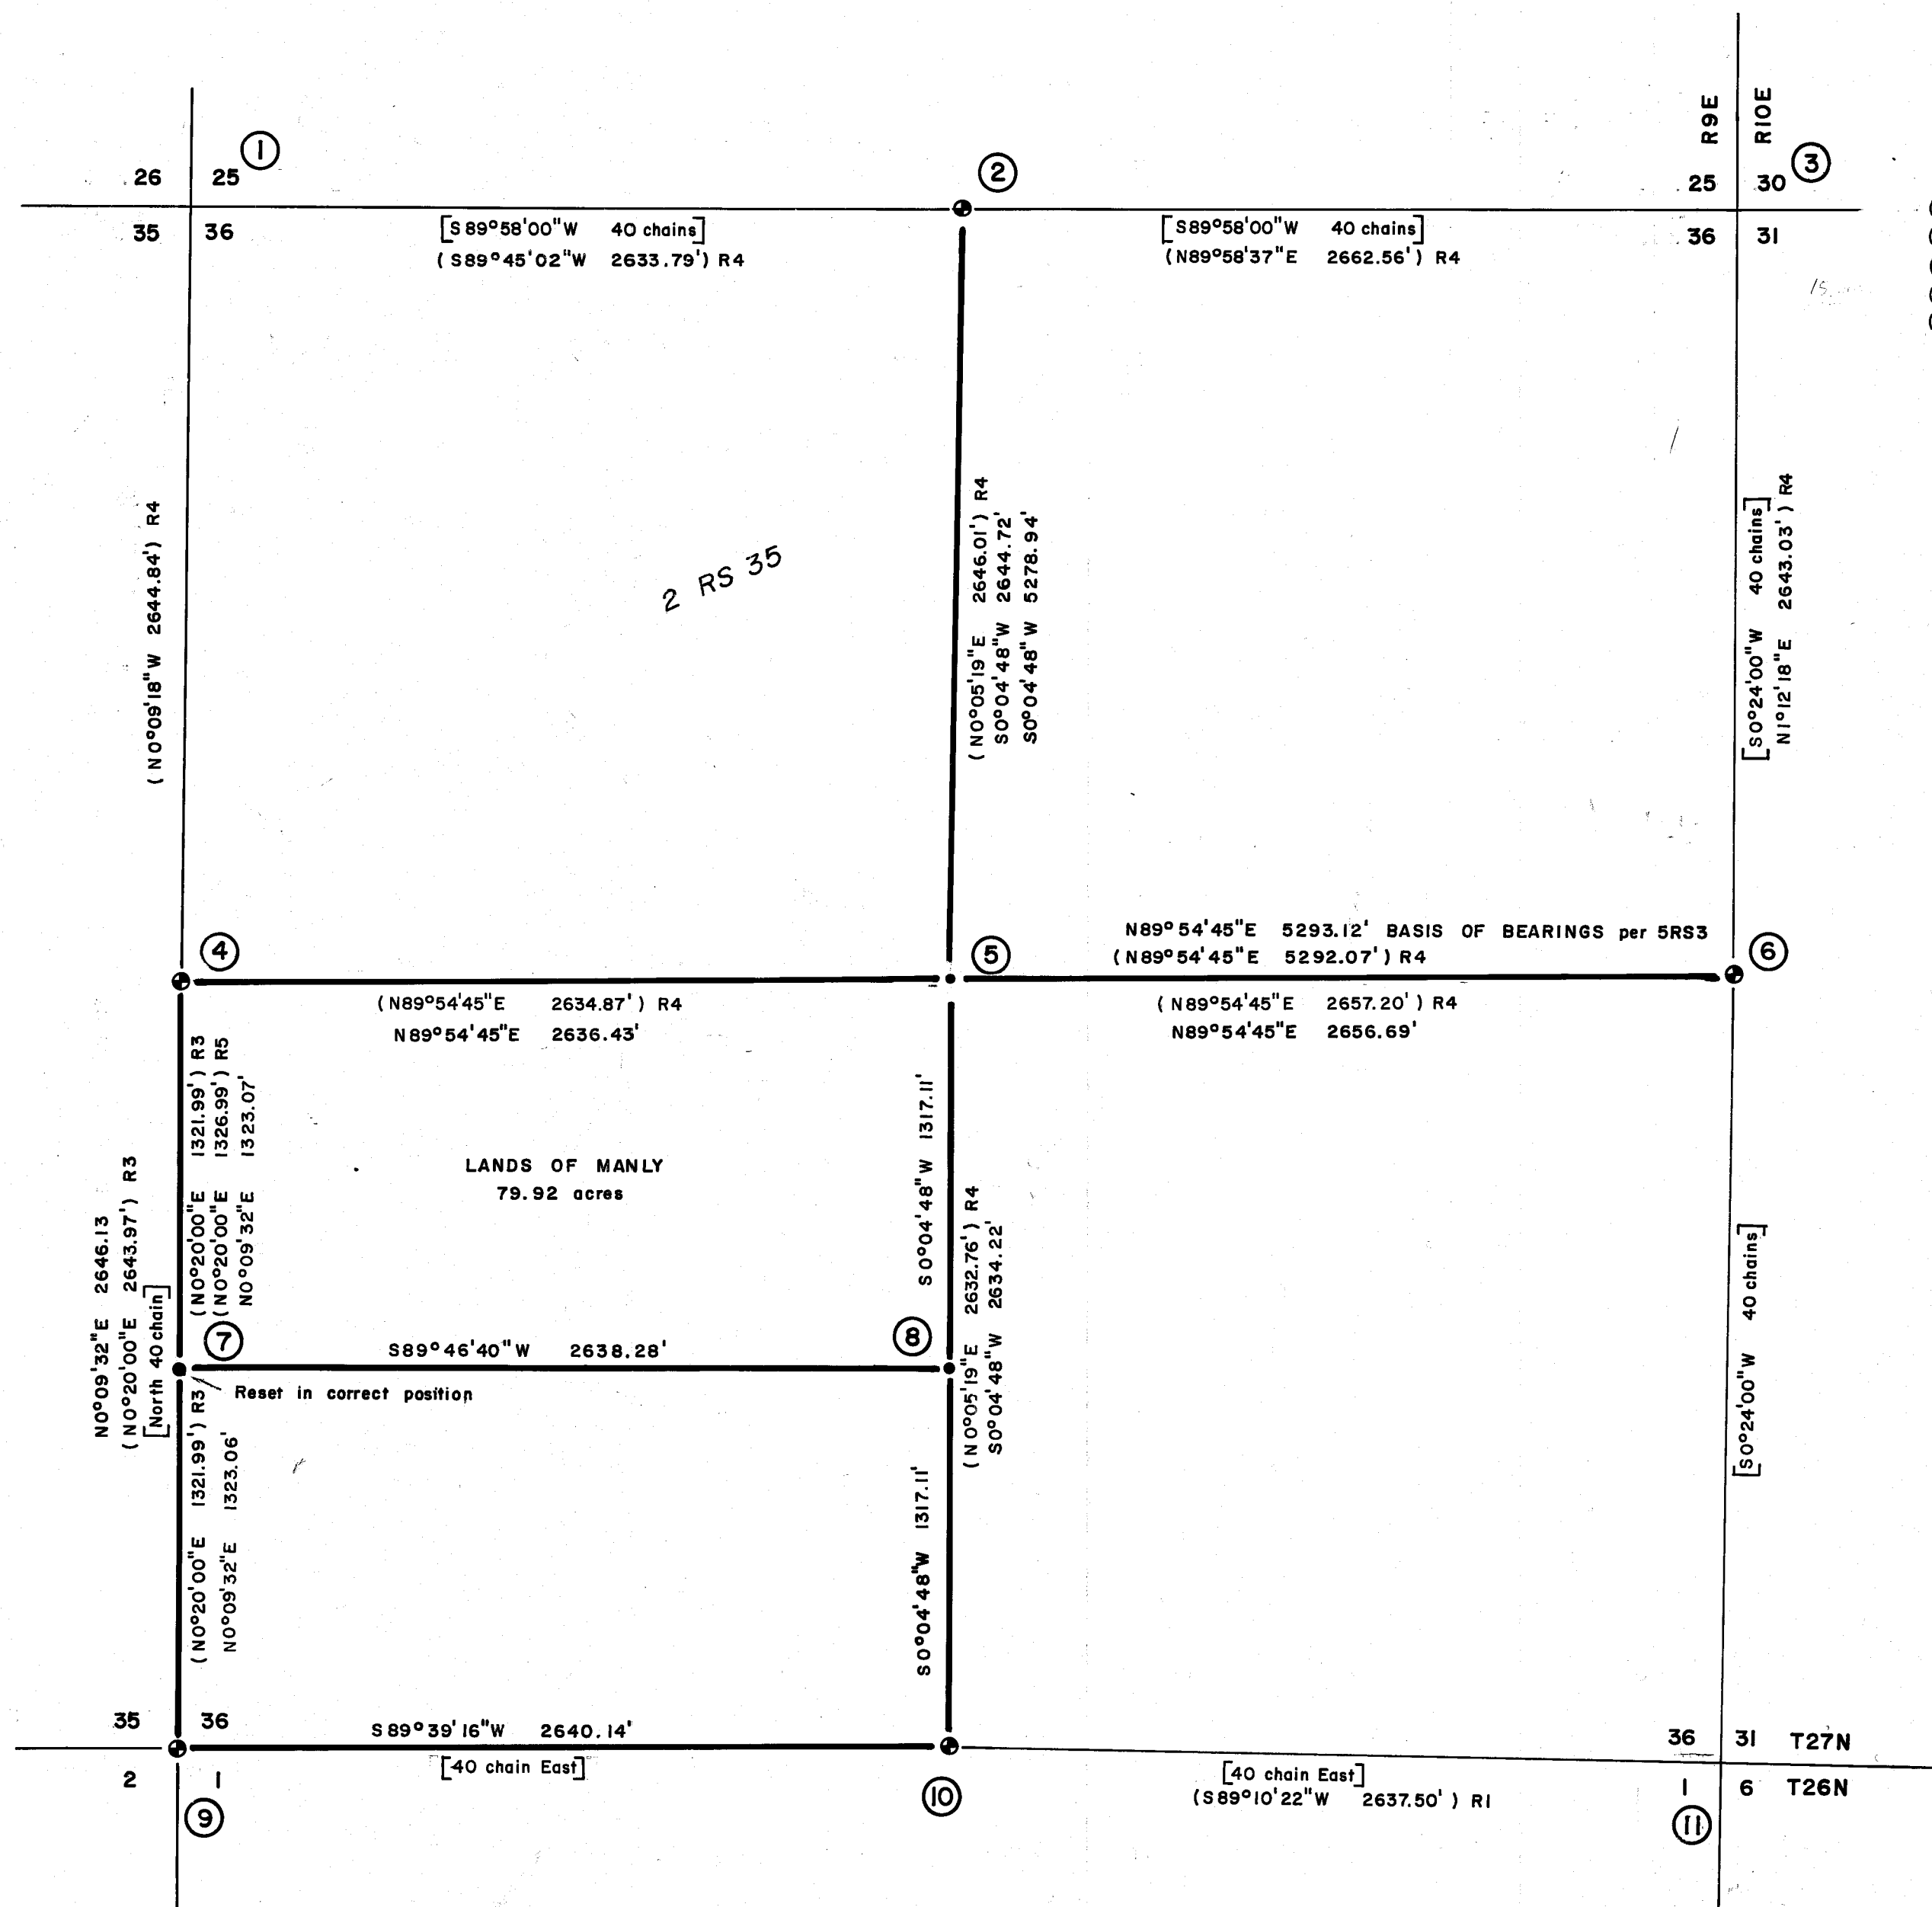 R9E
R10E
1
2
3
26
25
25
30
35
36
36
31
[S89°58'00"W 40 chains]
(S89°45'02"W 2633.79') R4
[S89°58'00"W 40 chains]
(N89°58'37"E 2662.56') R4
(N0°09'18"W 2644.84') R4
2 RS 35
(N0°05'19"E 2646.01') R4
S0°04'48"W 2644.72'
S0°04'48"W 5278.94'
[S0°24'00"W 40 chains]
N1°12'18"E 2643.03') R4
4
5
6
N89°54'45"E 5293.12' BASIS OF BEARINGS per 5RS3
(N89°54'45"E 5292.07') R4
(N89°54'45"E 2634.87') R4
N89°54'45"E 2636.43'
(N89°54'45"E 2657.20') R4
N89°54'45"E 2656.69'
(N0°20'00"E 1321.99') R3
(N0°20'00"E 1326.99') R5
N0°09'32"E 1323.07'
LANDS OF MANLY
79.92 acres
S0°04'48"W 1317.11'
N0°09'32"E 2646.13
(N0°20'00"E 2643.97') R3
[North 40 chain]
(N0°05'19"E 2632.76') R4
S0°04'48"W 2634.22'
[S0°24'00"W 40 chains]
7
8
S89°46'40"W 2638.28'
Reset in correct position
(N0°20'00"E 1321.99') R3
N0°09'32"E 1323.06'
S0°04'48"W 1317.11'
35
36
S89°39'16"W 2640.14'
[40 chain East]
36
31
T27N
2
1
[40 chain East]
(S89°10'22"W 2637.50') R1
1
6
T26N
9
10
11